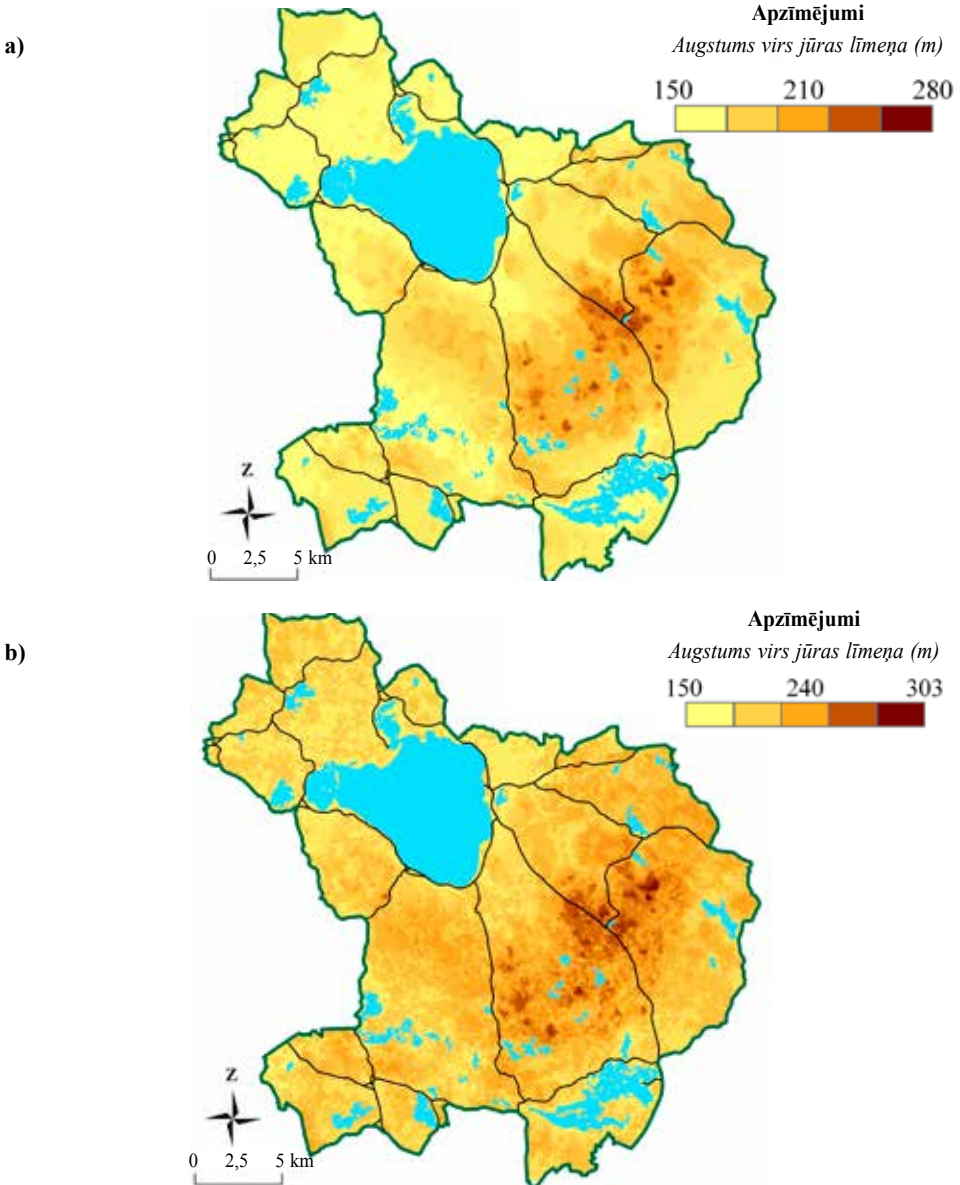 a)
Apzīmējumi
Augstums virs jūras līmeņa (m)
150 210 280
Z
0 2,5 5 km
b)
Apzīmējumi
Augstums virs jūras līmeņa (m)
150 240 303
Z
0 2,5 5 km